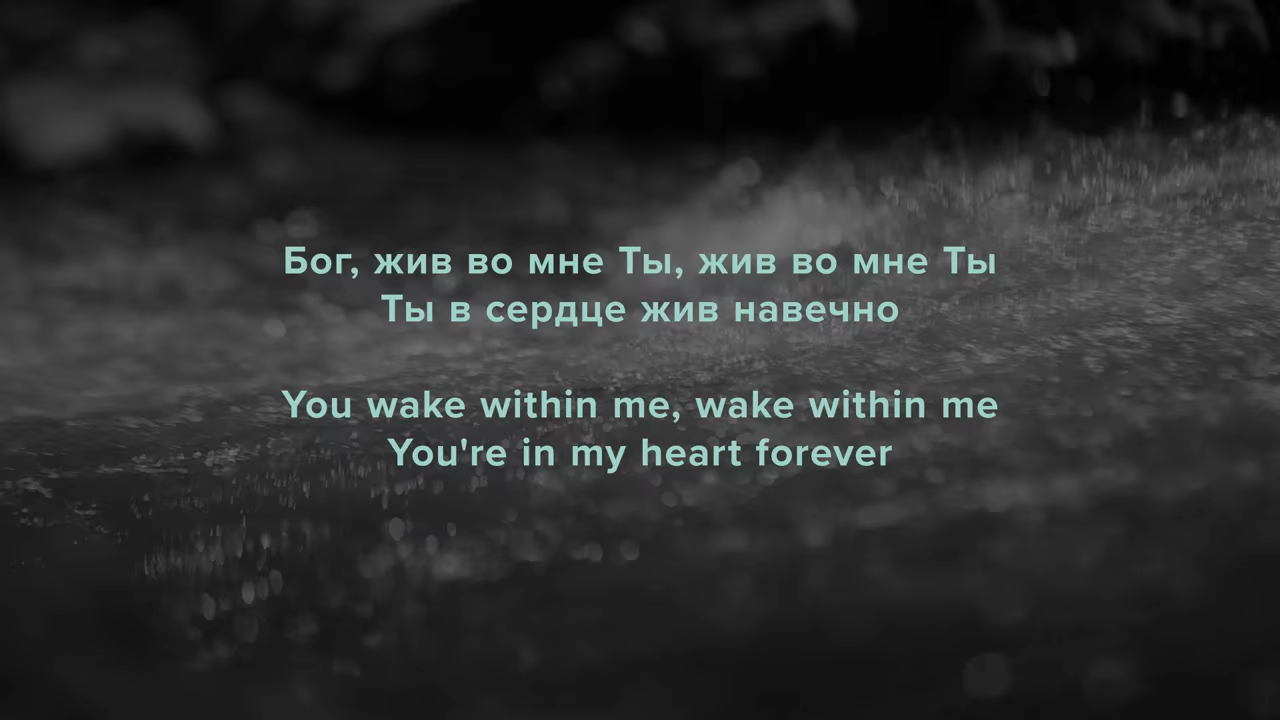 Бог, жив во мне Ты, жив во мне Ты
Ты в сердце жив навечно
You wake within me, wake within me
You're in my heart forever